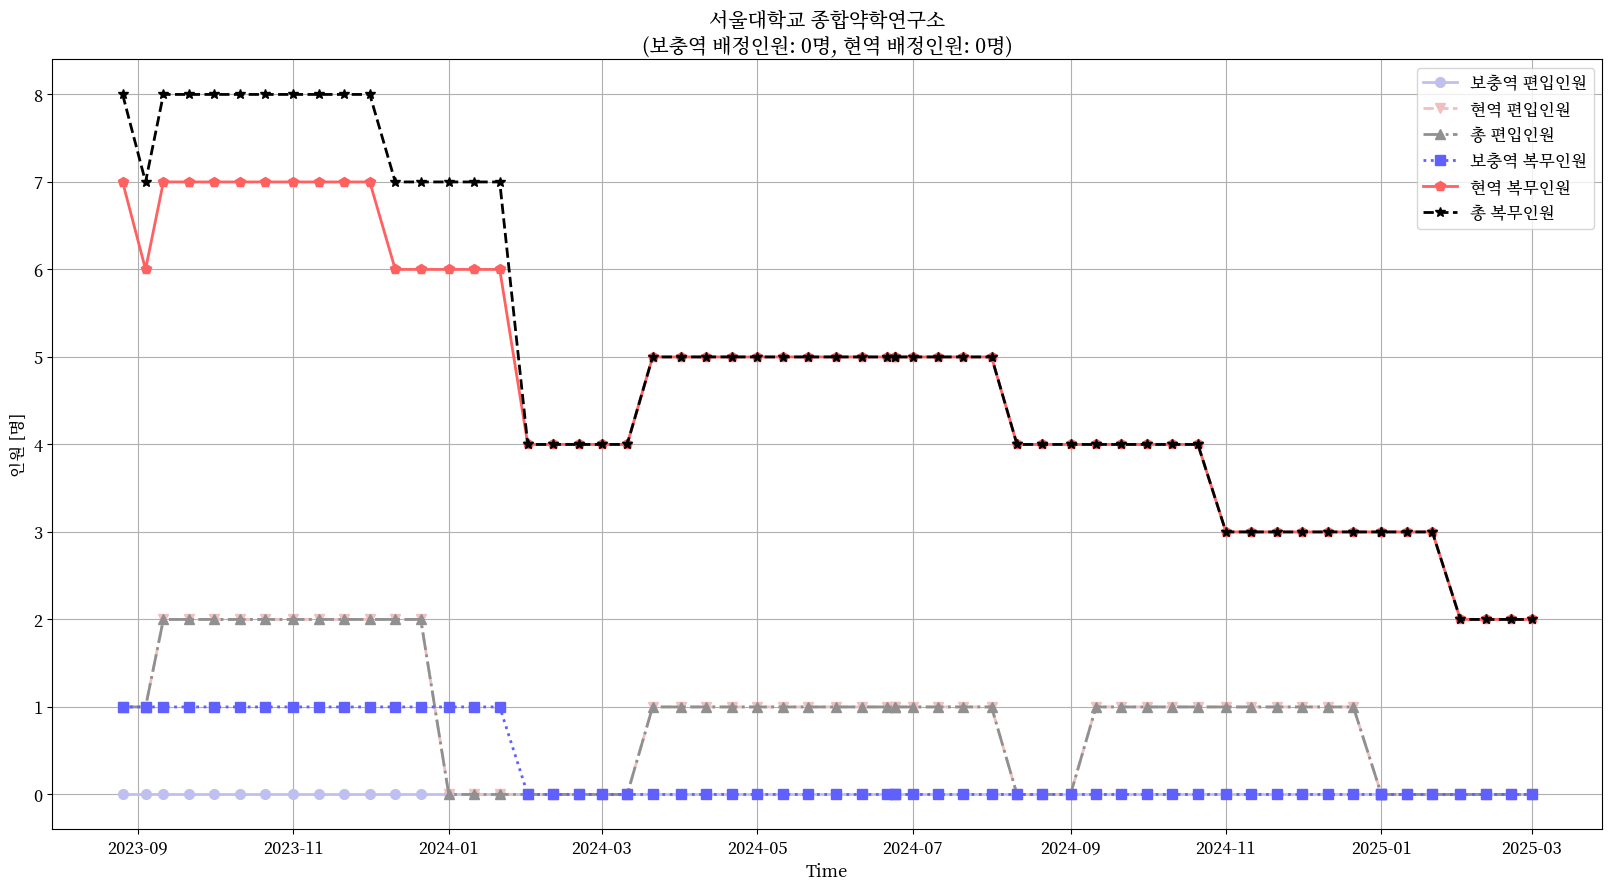 서울대학교 종합약학연구소
(보충역 배정인원: 0명, 현역 배정인원: 0명)
보충역 편입인원
현역 편입인원
총 편입인원
보충역 복무인원
현역 복무인원
총 복무인원
인원 [명]
8
7
6
5
4
3
2
1
0
2023-09
2023-11
2024-01
2024-03
2024-05
2024-07
2024-09
2024-11
2025-01
2025-03
Time